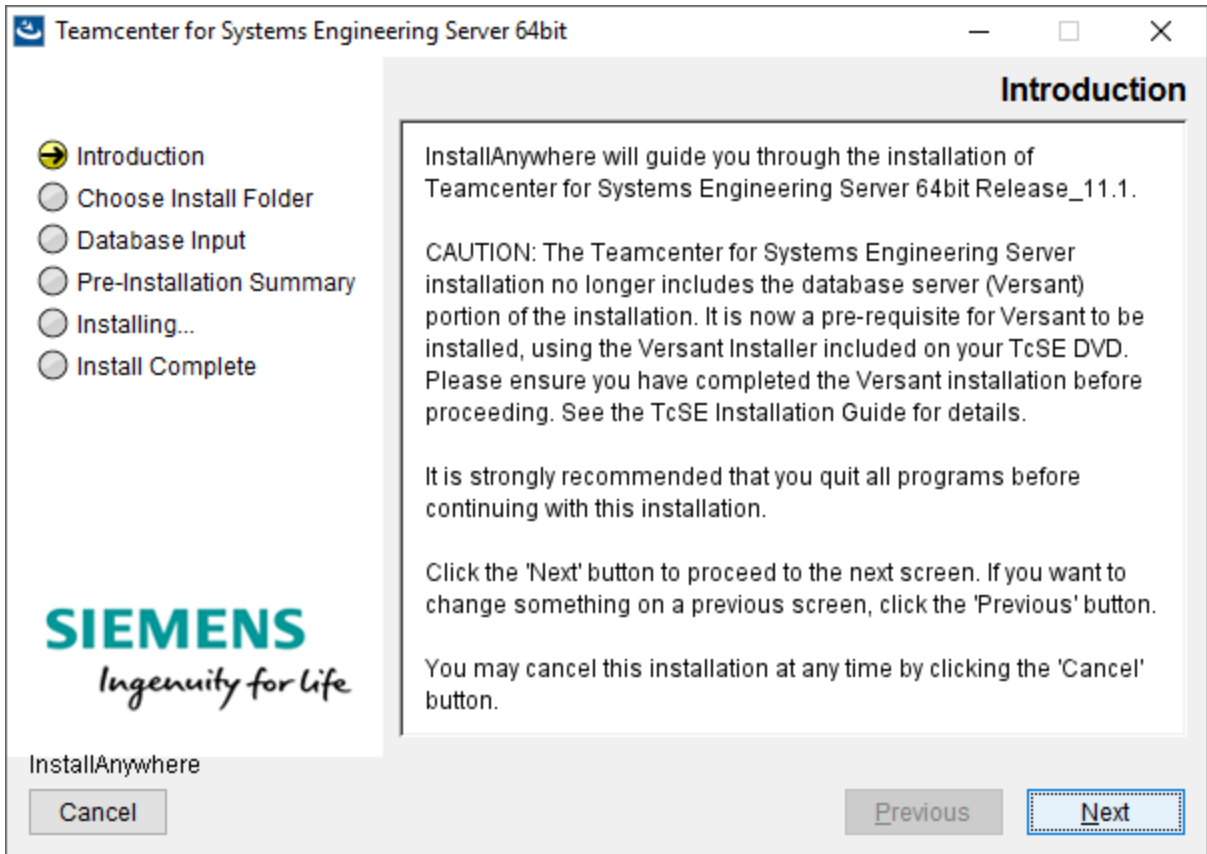 Teamcenter for Systems Engineering Server 64bit
Introduction
Introduction
Choose Install Folder
Database Input
Pre-Installation Summary
Installing...
Install Complete
InstallAnywhere will guide you through the installation of
Teamcenter for Systems Engineering Server 64bit Release_11.1.
CAUTION: The Teamcenter for Systems Engineering Server
installation no longer includes the database server (Versant)
portion of the installation. It is now a pre-requisite for Versant to be
installed, using the Versant Installer included on your TcSE DVD.
Please ensure you have completed the Versant installation before
proceeding. See the TcSE Installation Guide for details.
It is strongly recommended that you quit all programs before
continuing with this installation.
Click the 'Next' button to proceed to the next screen. If you want to
change something on a previous screen, click the 'Previous' button.
You may cancel this installation at any time by clicking the 'Cancel'
button.
SIEMENS
Ingenuity for life
InstallAnywhere
Cancel
Previous
Next